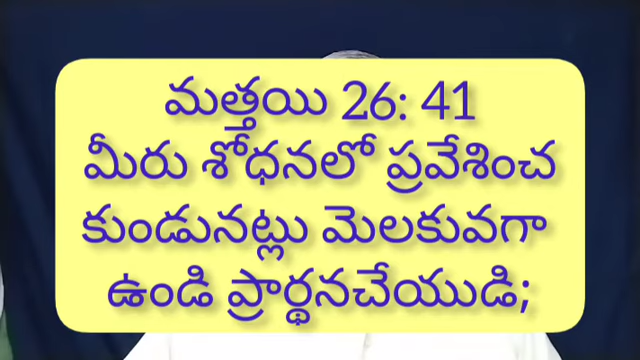 మత్తయి 26: 41
మీరు శోధనలో ప్రవేశించ
కుండునట్లు మెలకువగా
ఉండి ప్రార్థనచేయుడి;